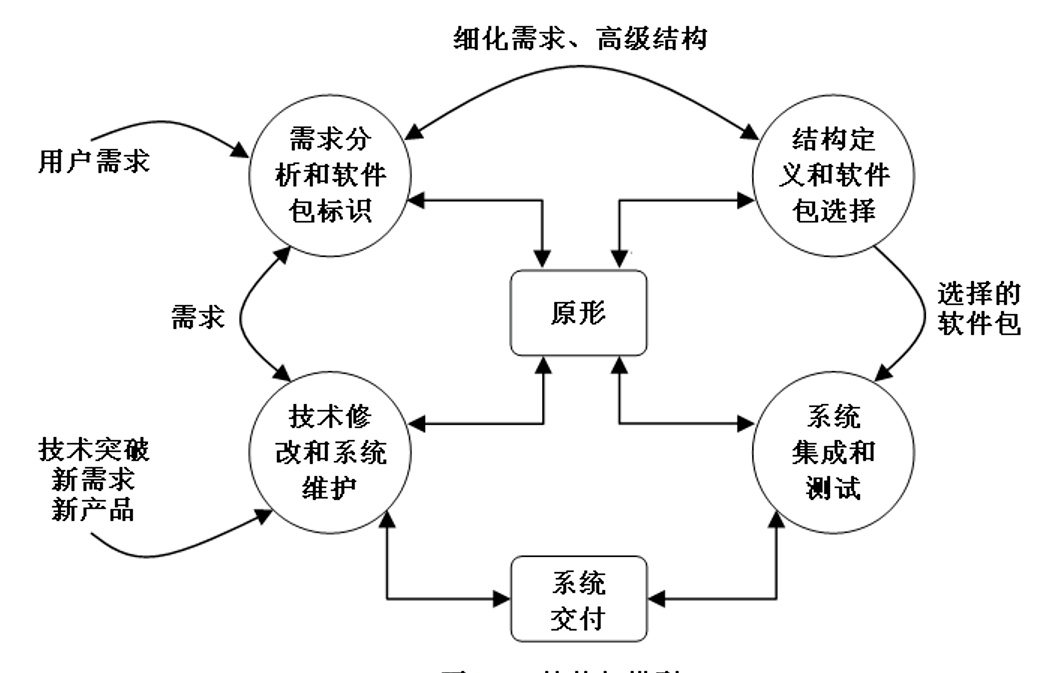 细化需求、高级结构
用户需求
需求分
析和软件
包标识
结构定
义和软件
包选择
需求
原形
选择的
软件包
技术突破
新需求
新产品
技术修
改和系统
维护
系统
集成和
测试
系统
交付